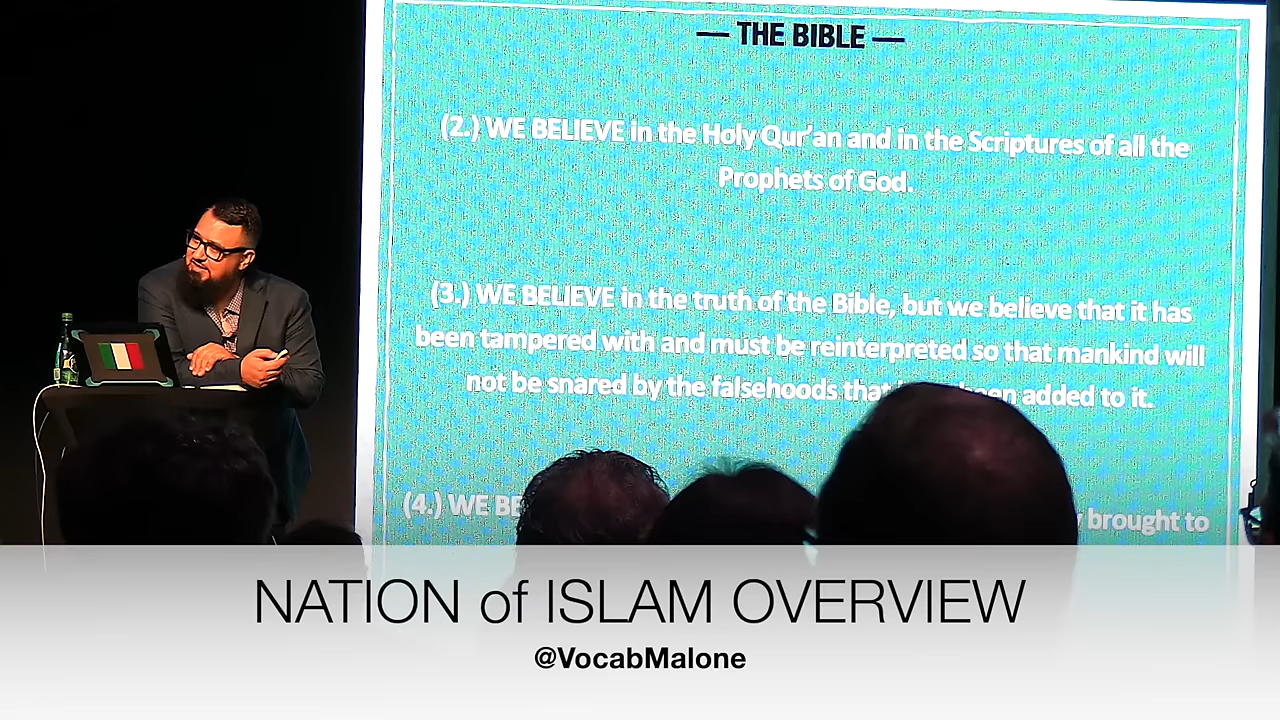 — THE BIBLE —
(2.) WE BELIEVE in the Holy Qur'an and in the Scriptures of all the
Prophets of God.
(3.) WE BELIEVE in the truth of the Bible, but we believe that it has
been tampered with and must be reinterpreted so that mankind will
not be snared by the falsehoods that been added to it.
(4.) WE brought to
NATION of ISLAM OVERVIEW
@VocabMalone